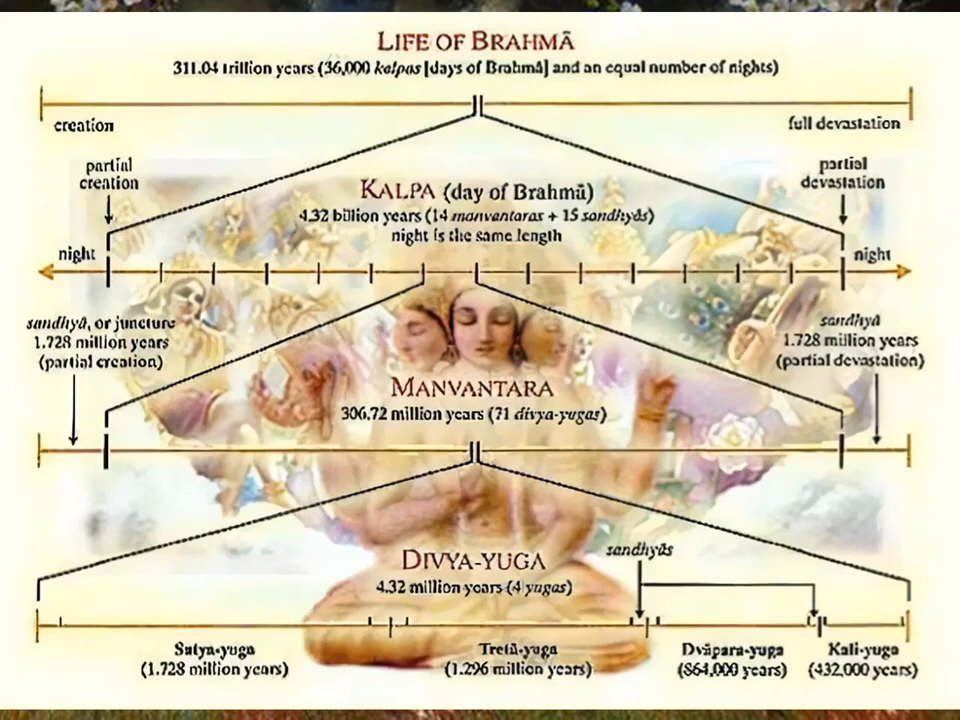 LIFE OF BRAHMĀ
311.04 trillion years (36,000 kalpas [days of Brahmā] and an equal number of nights)
creation
full devastation
partial
creation
partial
devastation
KALPA (day of Brahmā)
4.32 billion years (14 manvantaras + 15 sandhyās)
night is the same length
night
night
sandhyā, or juncture
1.728 million years
(partial creation)
sandhyā
1.728 million years
(partial devastation)
MANVANTARA
306.72 million years (71 divya-yugas)
DIVYA-YUGA
4.32 million years (4 yugas)
sandhyās
Satya-yuga
(1.728 million years)
Tretā-yuga
(1.296 million years)
Dvāpara-yuga
(864,000 years)
Kali-yuga
(432,000 years)